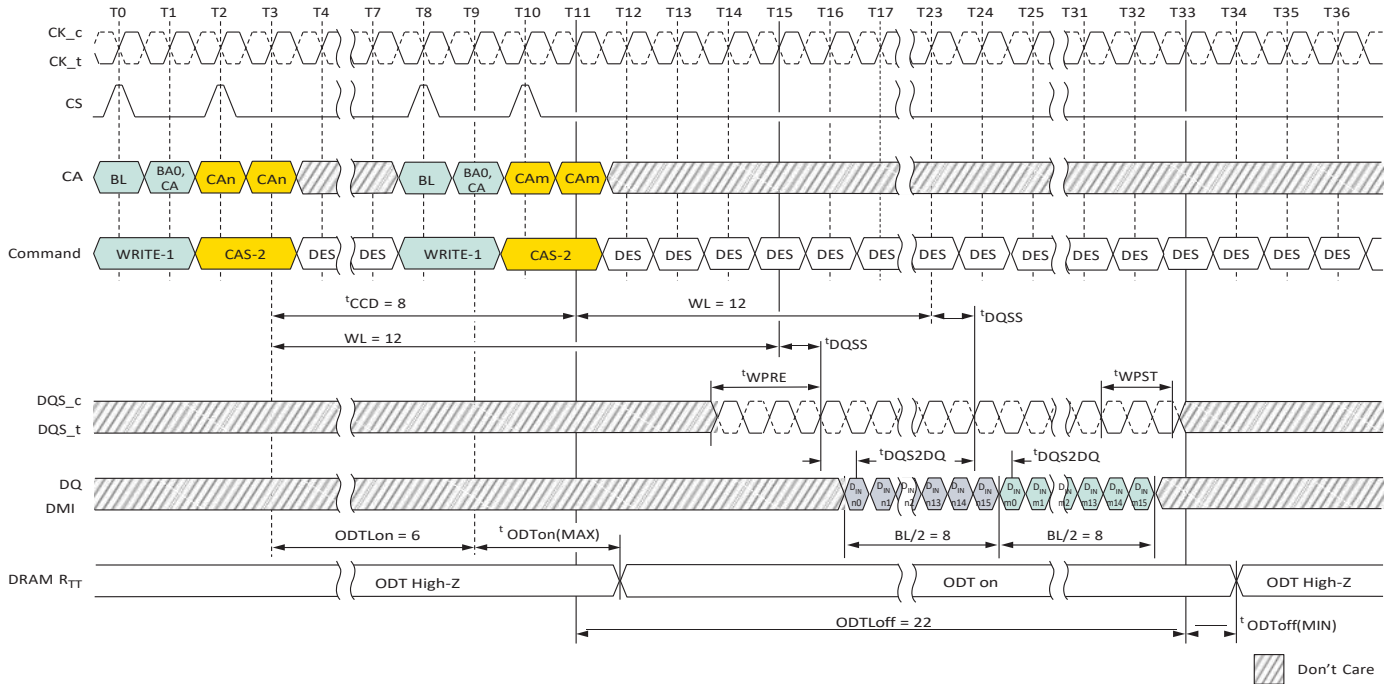 T0 T1 T2 T3 T4 T7 T8 T9 T10 T11 T12 T13 T14 T15 T16 T17 T23 T24 T25 T31 T32 T33 T34 T35 T36
CK_c
CK_t
CS
CA BL BA0, CA CAn CAn BL BA0, CA CAm CAm
Command WRITE-1 CAS-2 DES DES WRITE-1 CAS-2 DES DES DES DES DES DES DES DES DES DES DES DES DES DES DES
tCCD = 8 WL = 12 tDQSS
WL = 12 tDQSS
tWPRE tWPST
DQS_c
DQS_t
tDQS2DQ tDQS2DQ
DQ DIN n0 DIN n1 DIN n2 DIN n13 DIN n14 DIN n15 DIN m0 DIN m1 DIN m2 DIN m13 DIN m14 DIN m15
DMI
ODTLon = 6 t ODTon(MAX) BL/2 = 8 BL/2 = 8
DRAM RTT ODT High-Z ODT on ODT High-Z
ODTLoff = 22 t ODToff(MIN)
Don't Care